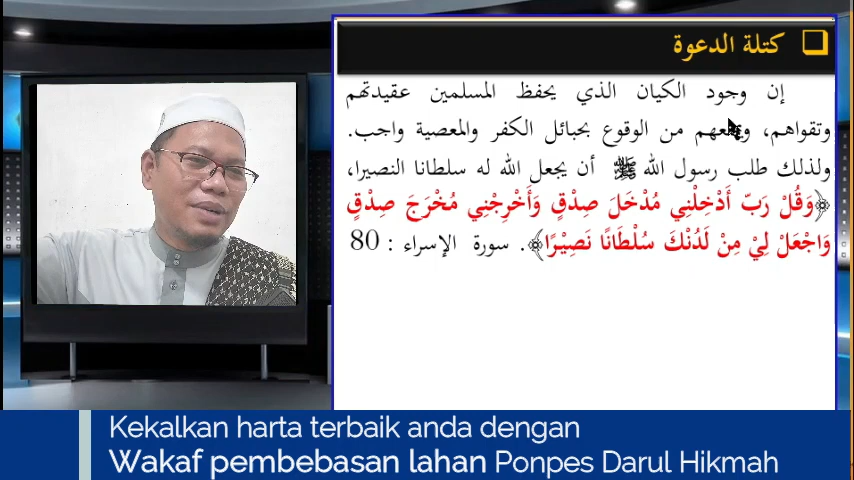 كتلة الدعوة
إن وجود الكيان الذي يحفظ المسلمين عقيدتهم
وتقواهم، من الوقوع بحبائل الكفر والمعصية واجب.
ولذلك طلب رسول الله ﷺ أن يجعل الله له سلطانا النصيرا،
﴿وَقُلْ رَبّ أَدْخِلْنِي مُدْخَلَ صِدْقٍ وَأَخْرِجْنِي مُخْرَجَ صِدْقٍ
وَاجْعَلْ لِيْ مِنْ لَدُنْكَ سُلْطَانًا نَصِيْرًا﴾. سورة الإسراء : 80
Kekalkan harta terbaik anda dengan
Wakaf pembebasan lahan Ponpes Darul Hikmah